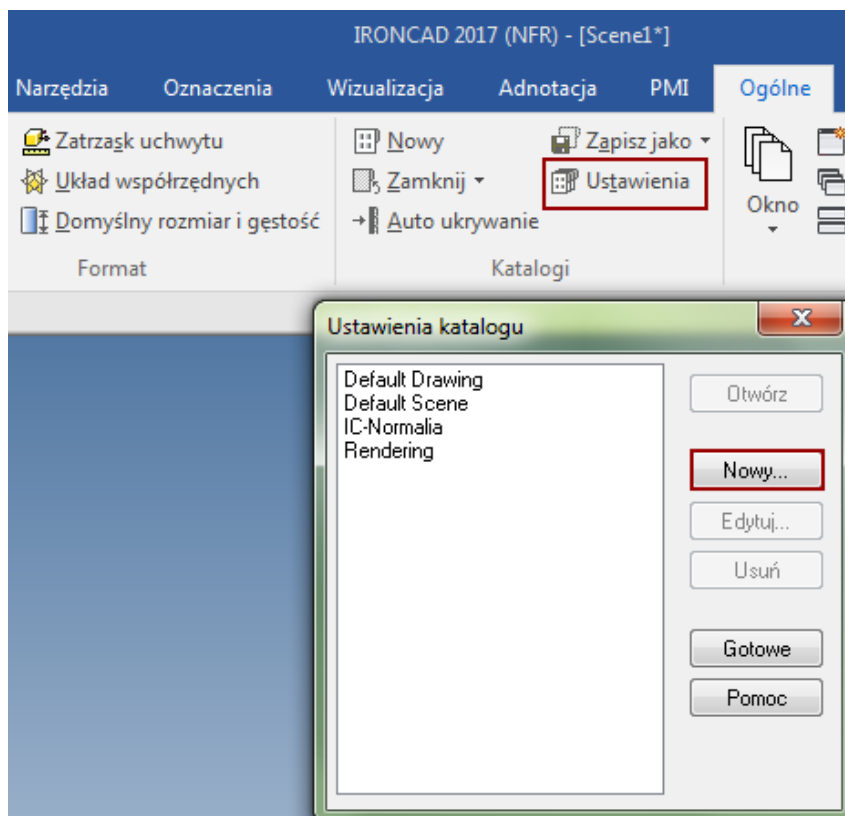 IRONCAD 2017 (NFR) - [Scene1*]
Narzędzia Oznaczenia Wizualizacja Adnotacja PMI Ogólne
Zatrzask uchwytu Nowy Zapisz jako
Układ współrzędnych Zamknij Ustawienia
Domyślny rozmiar i gęstość Auto ukrywanie Okno
Format Katalogi
Ustawienia katalogu
Default Drawing
Default Scene
IC-Normalia
Rendering
Otwórz
Nowy...
Edytuj...
Usuń
Gotowe
Pomoc